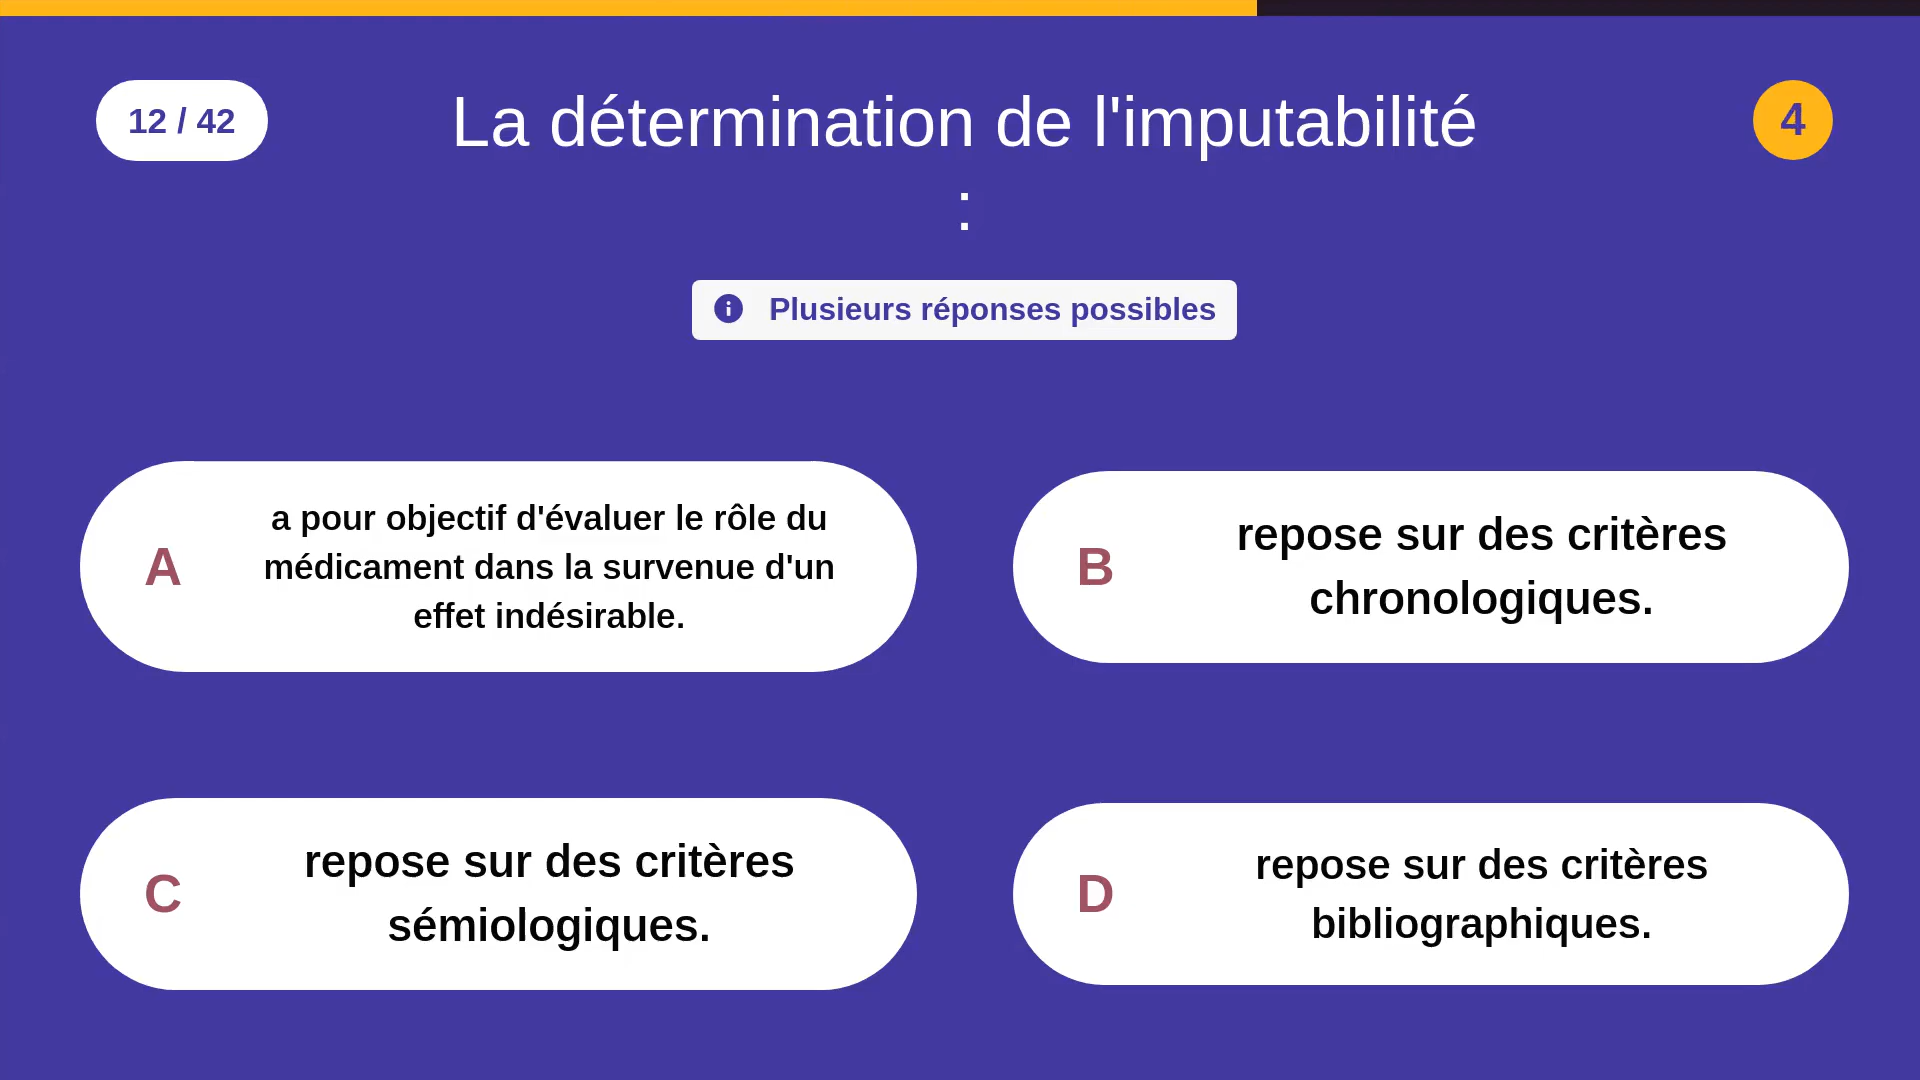 12 / 42
La détermination de l'imputabilité
:
4
Plusieurs réponses possibles
A
a pour objectif d'évaluer le rôle du
médicament dans la survenue d'un
effet indésirable.
B
repose sur des critères
chronologiques.
C
repose sur des critères
sémiologiques.
D
repose sur des critères
bibliographiques.